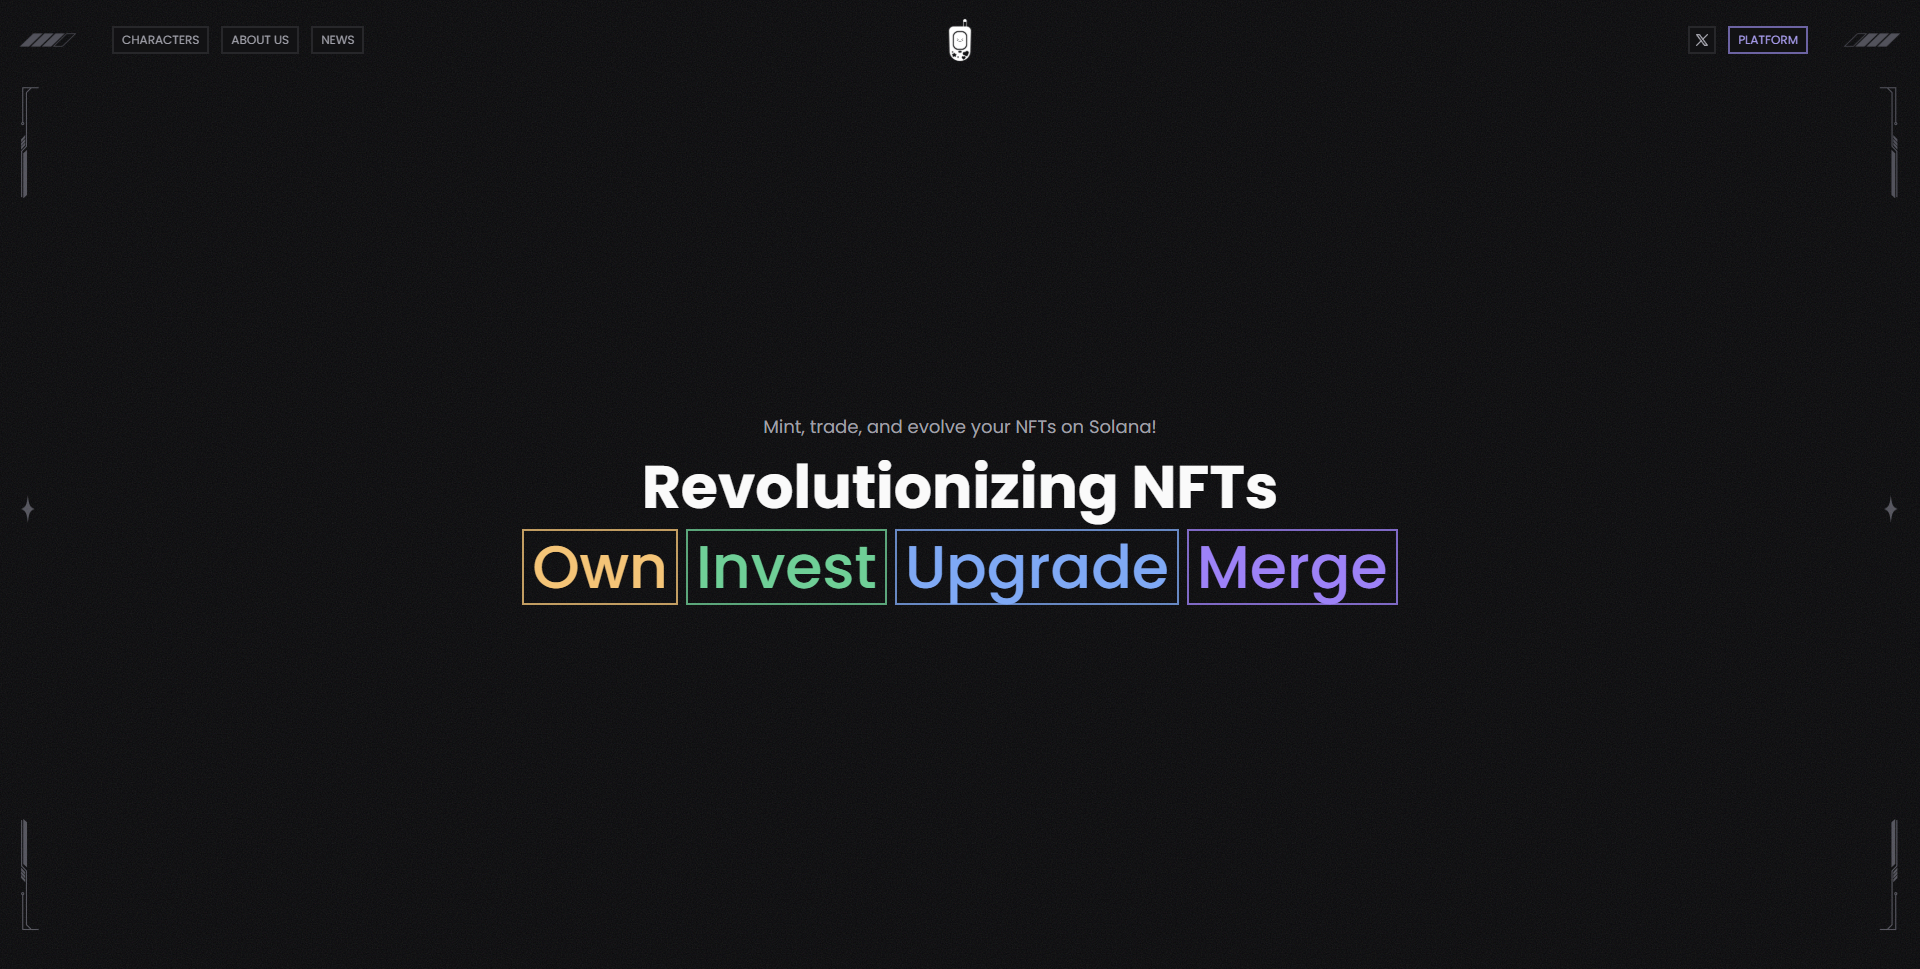 CHARACTERS ABOUT US NEWS X PLATFORM
Mint, trade, and evolve your NFTs on Solana!
Revolutionizing NFTs
Own Invest Upgrade Merge